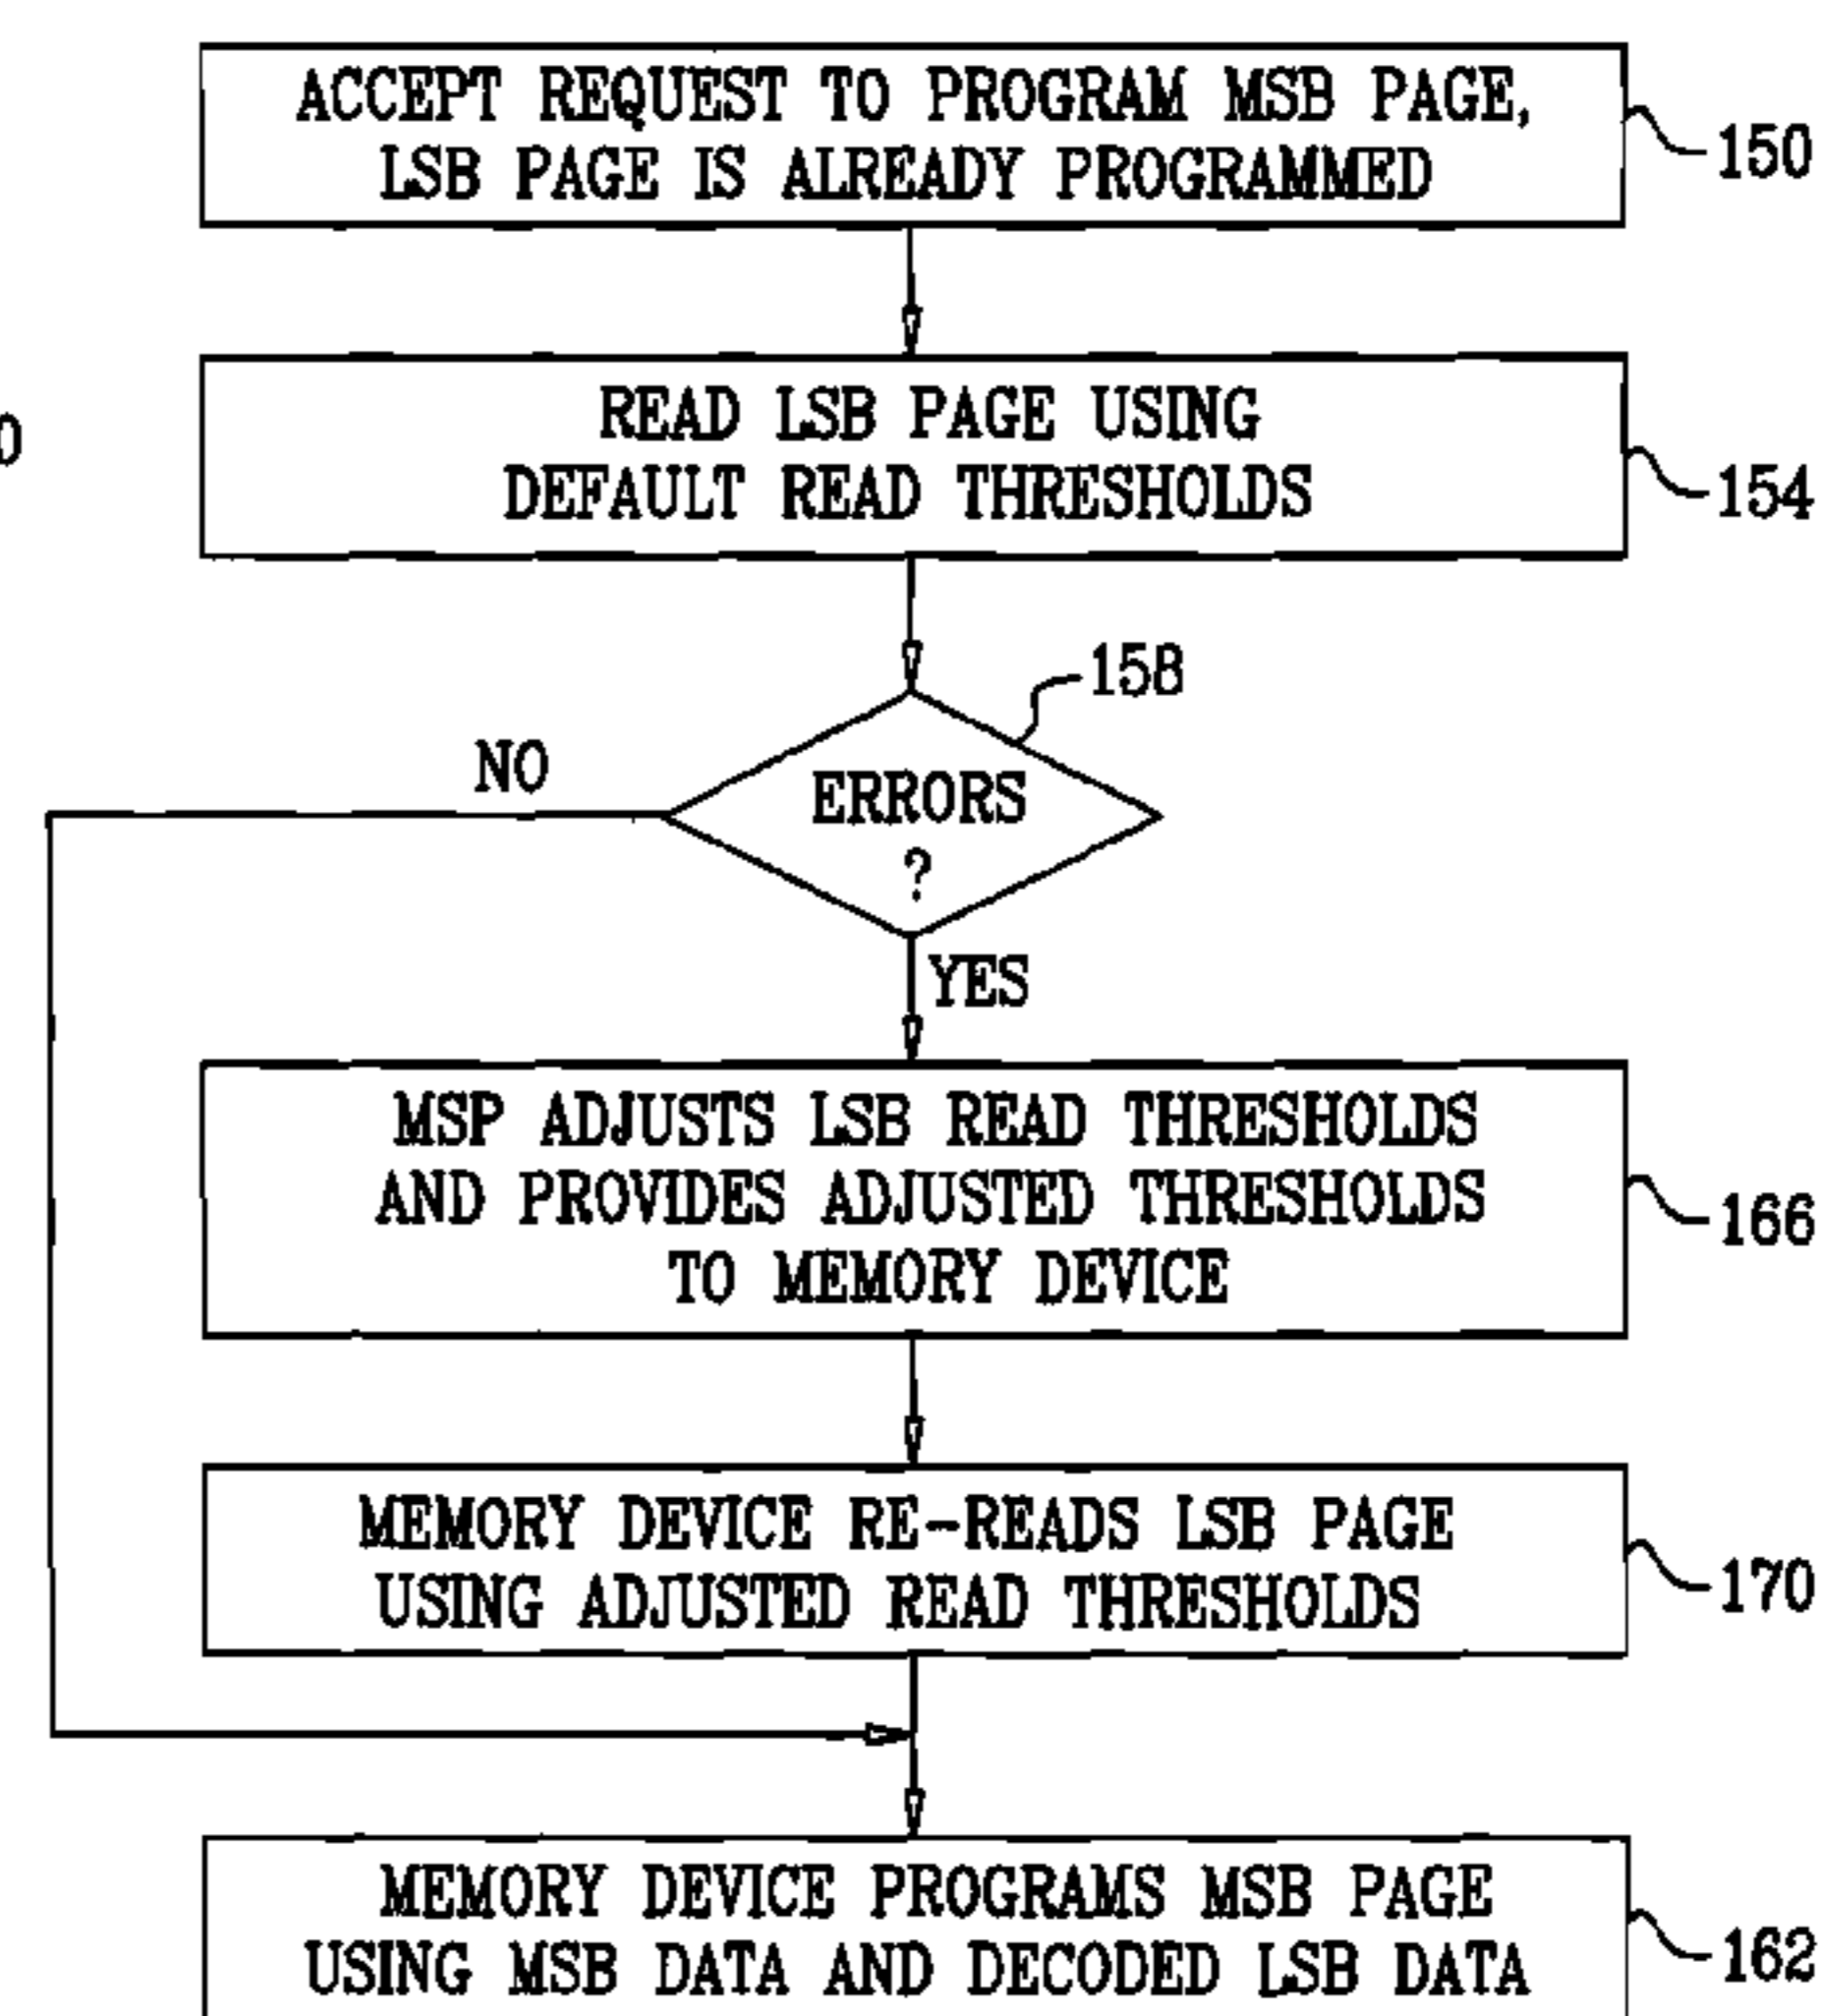 ACCEPT REQUEST TO PROGRAM MSB PAGE,
LSB PAGE IS ALREADY PROGRAMMED
150
READ LSB PAGE USING
DEFAULT READ THRESHOLDS
0
154
158
NO
ERRORS
?
YES
MSP ADJUSTS LSB READ THRESHOLDS
AND PROVIDES ADJUSTED THRESHOLDS
TO MEMORY DEVICE
166
MEMORY DEVICE RE-READS LSB PAGE
USING ADJUSTED READ THRESHOLDS
170
MEMORY DEVICE PROGRAMS MSB PAGE
USING MSB DATA AND DECODED LSB DATA
162